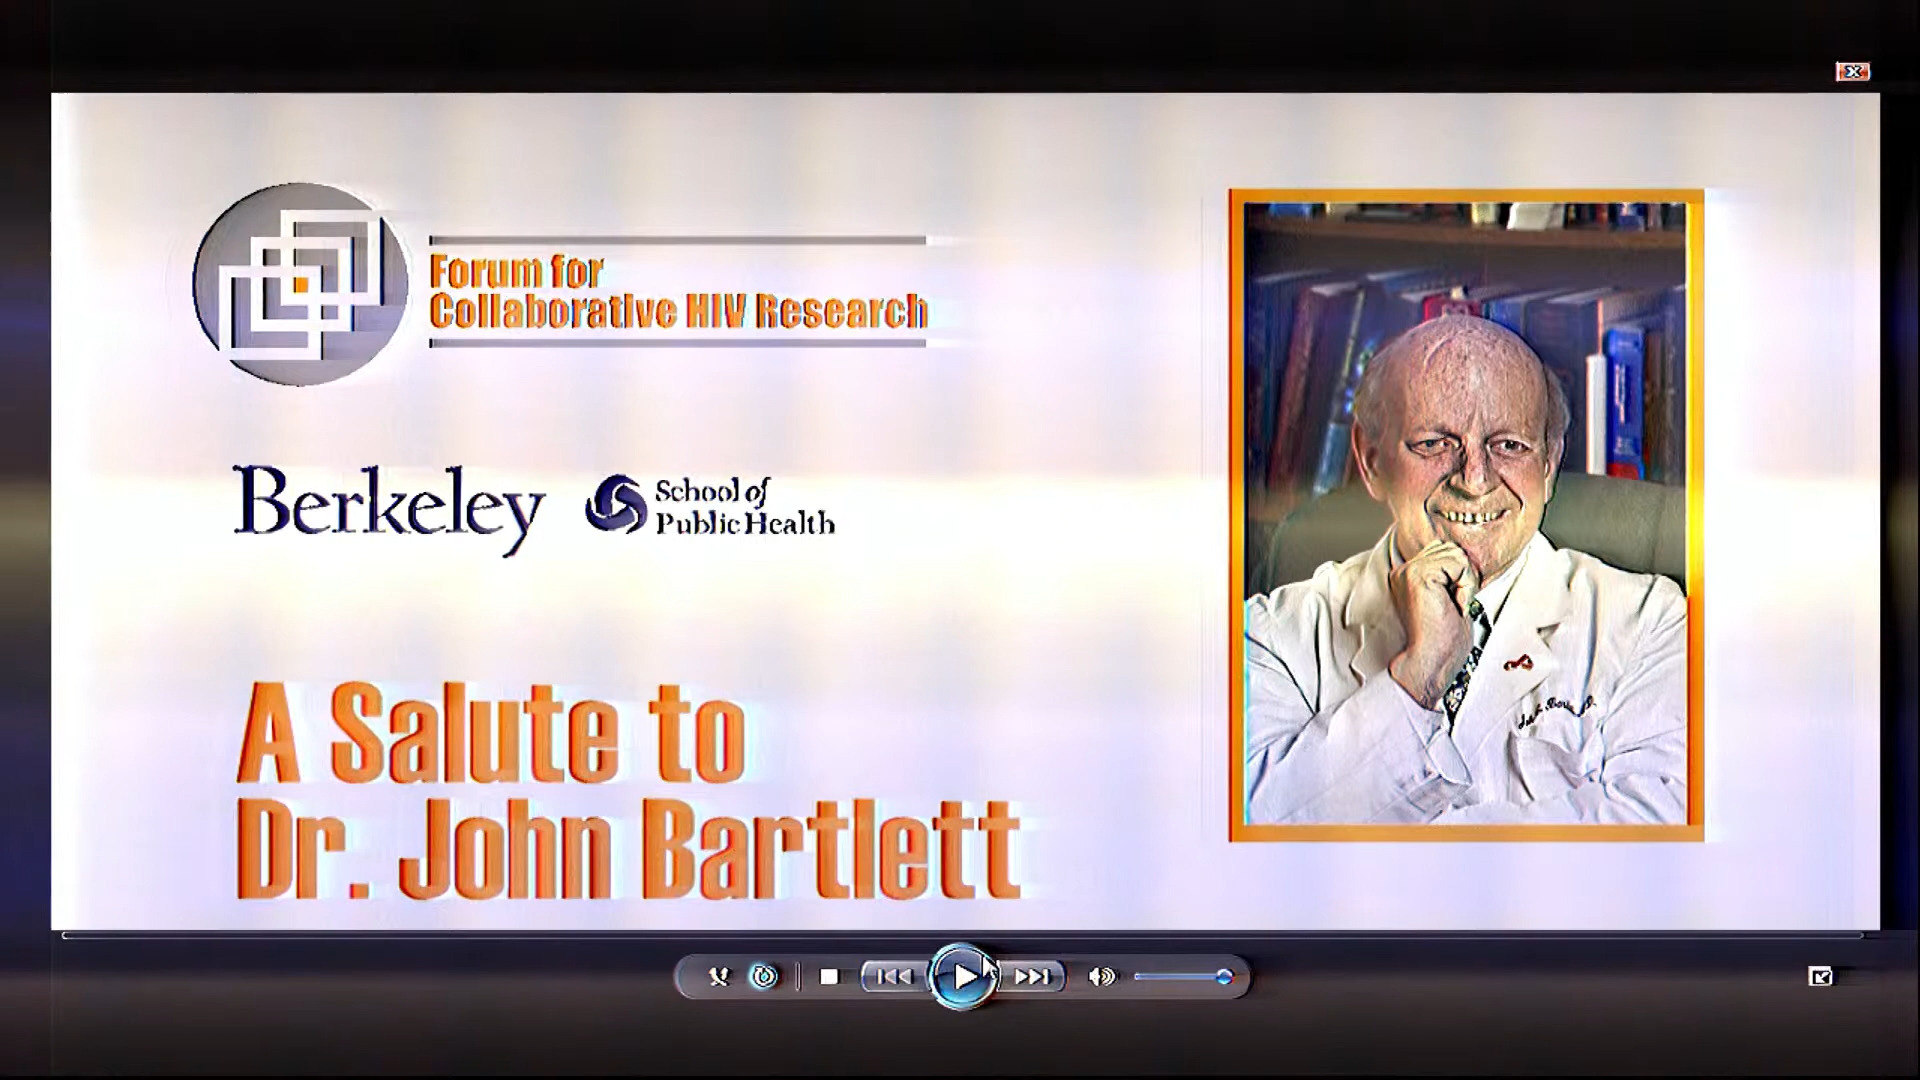 Forum for
Collaborative HIV Research
Berkeley
School of
Public Health
A Salute to
Dr. John Bartlett